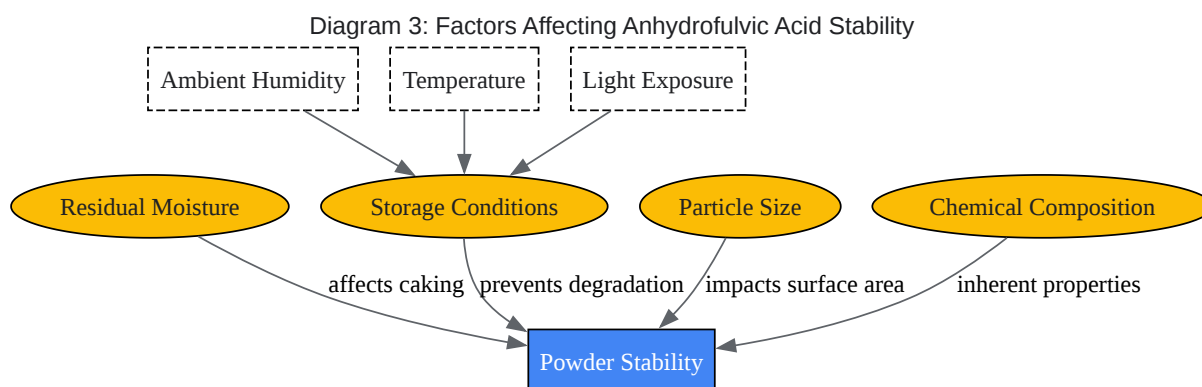 Diagram 3: Factors Affecting Anhydrofulvic Acid Stability
Ambient Humidity
Temperature
Light Exposure
Residual Moisture
Storage Conditions
Particle Size
Chemical Composition
affects caking
prevents degradation
impacts surface area
inherent properties
Powder Stability